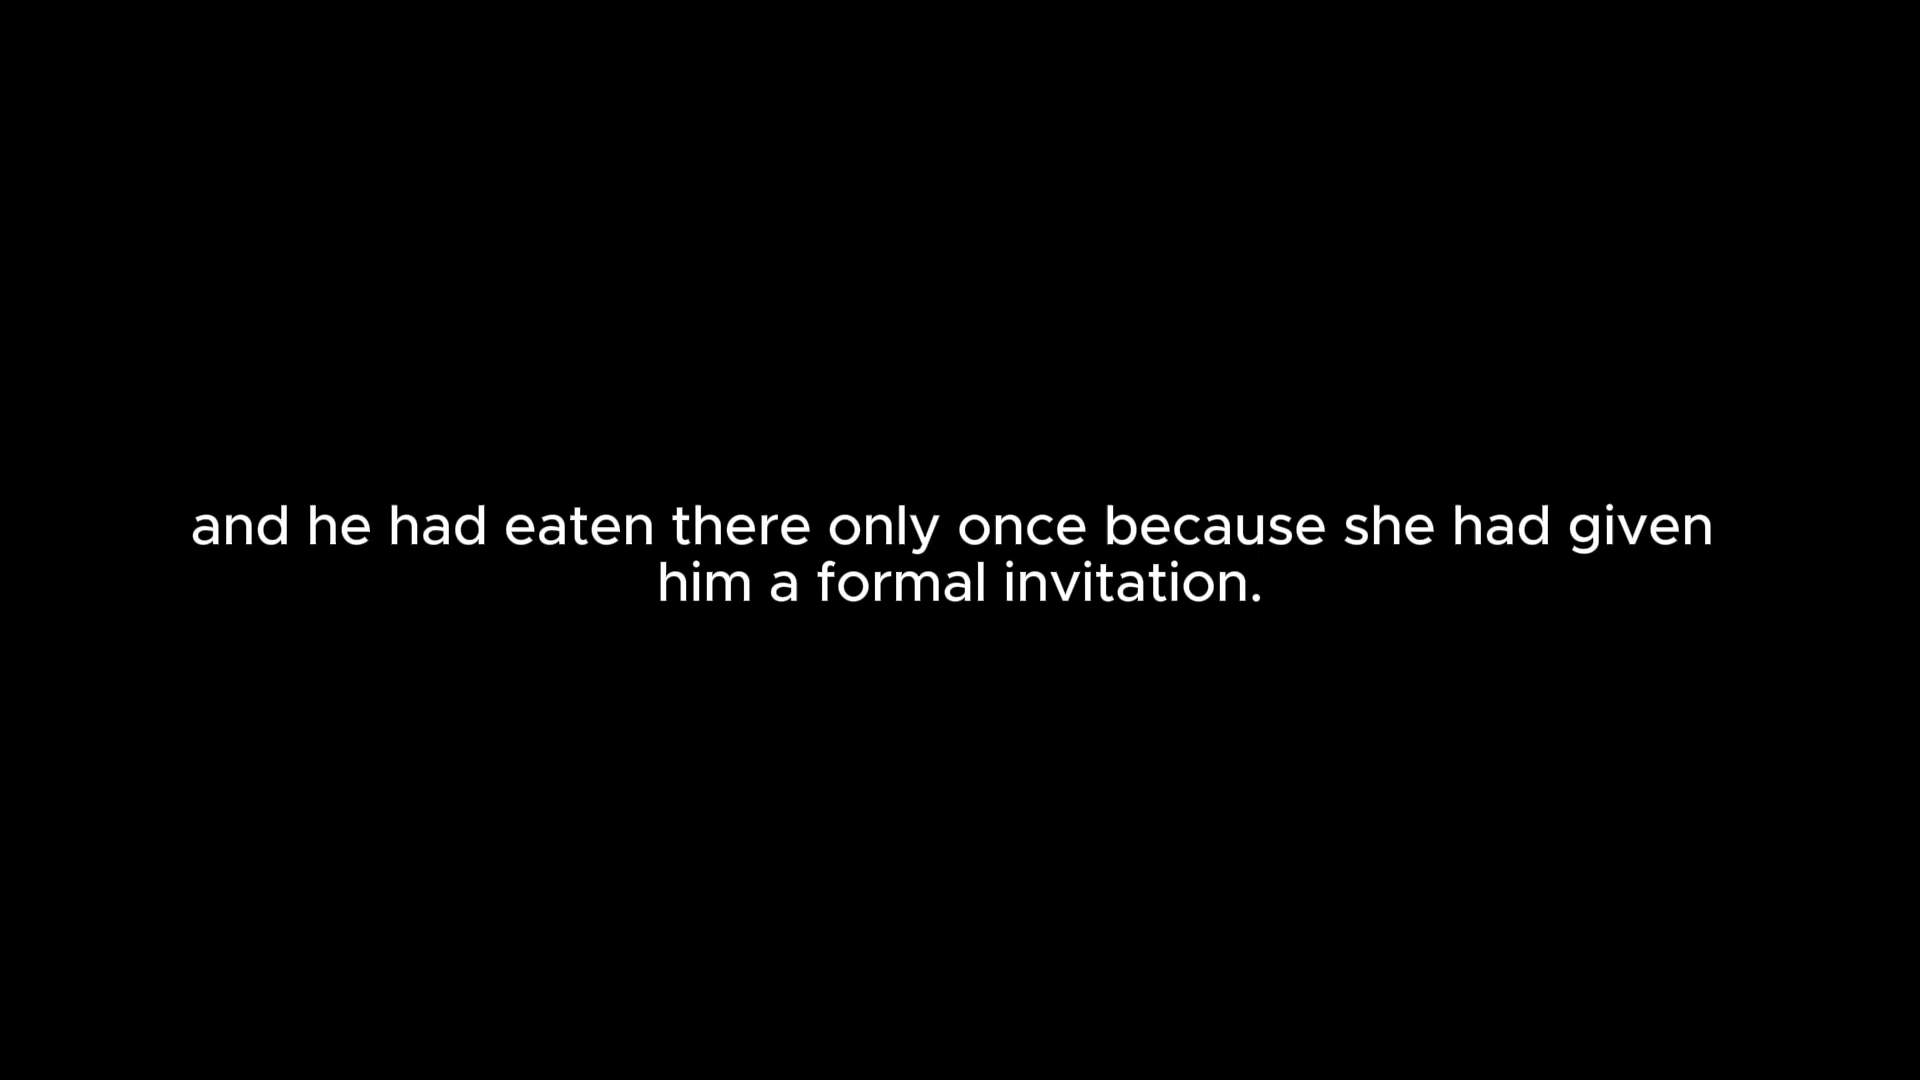 and he had eaten there only once because she had given
him a formal invitation.